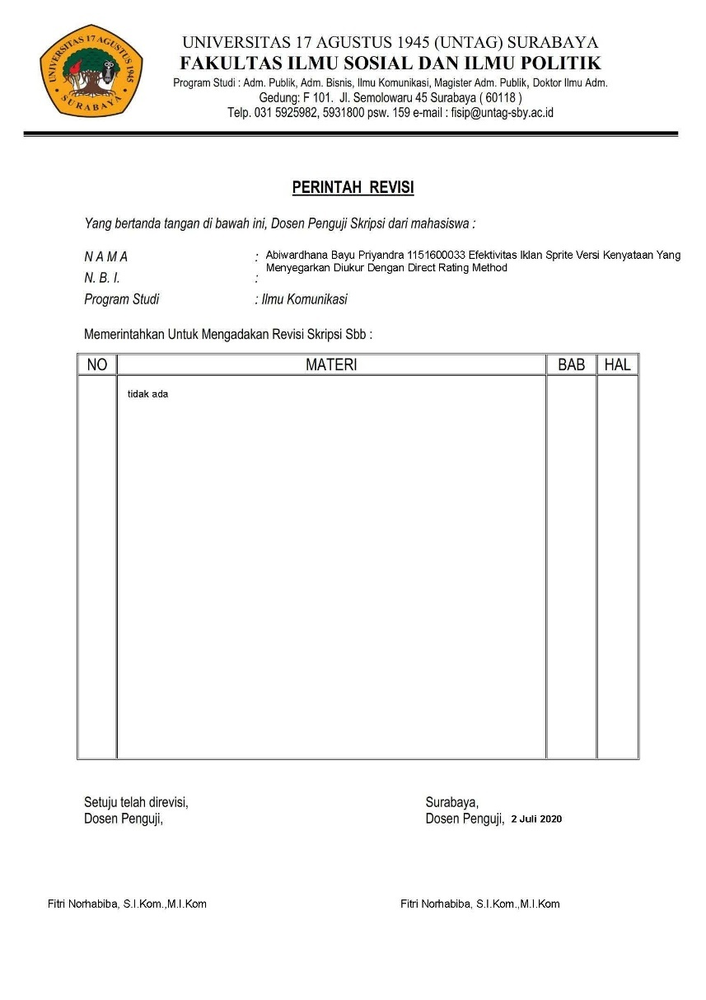 UNIVERSITAS 17 AGUSTUS 1945
SURABAYA
UNIVERSITAS 17 AGUSTUS 1945 (UNTAG) SURABAYA
FAKULTAS ILMU SOSIAL DAN ILMU POLITIK
Program Studi : Adm. Publik, Adm. Bisnis, Ilmu Komunikasi, Magister Adm. Publik, Doktor Ilmu Adm.
Gedung: F 101. Jl. Semolowaru 45 Surabaya ( 60118 )
Telp. 031 5925982, 5931800 psw. 159 e-mail : fisip@untag-sby.ac.id
PERINTAH REVISI
Yang bertanda tangan di bawah ini, Dosen Penguji Skripsi dari mahasiswa :
N A M A : Abiwardhana Bayu Priyandra 1151600033 Efektivitas Iklan Sprite Versi Kenyataan Yang
Menyegarkan Diukur Dengan Direct Rating Method
N. B. I. :
Program Studi : Ilmu Komunikasi
Memerintahkan Untuk Mengadakan Revisi Skripsi Sbb :
NO MATERI BAB HAL
tidak ada
Setuju telah direvisi, Surabaya,
Dosen Penguji, Dosen Penguji, 2 Juli 2020
Fitri Norhabiba, S.I.Kom.,M.I.Kom Fitri Norhabiba, S.I.Kom.,M.I.Kom